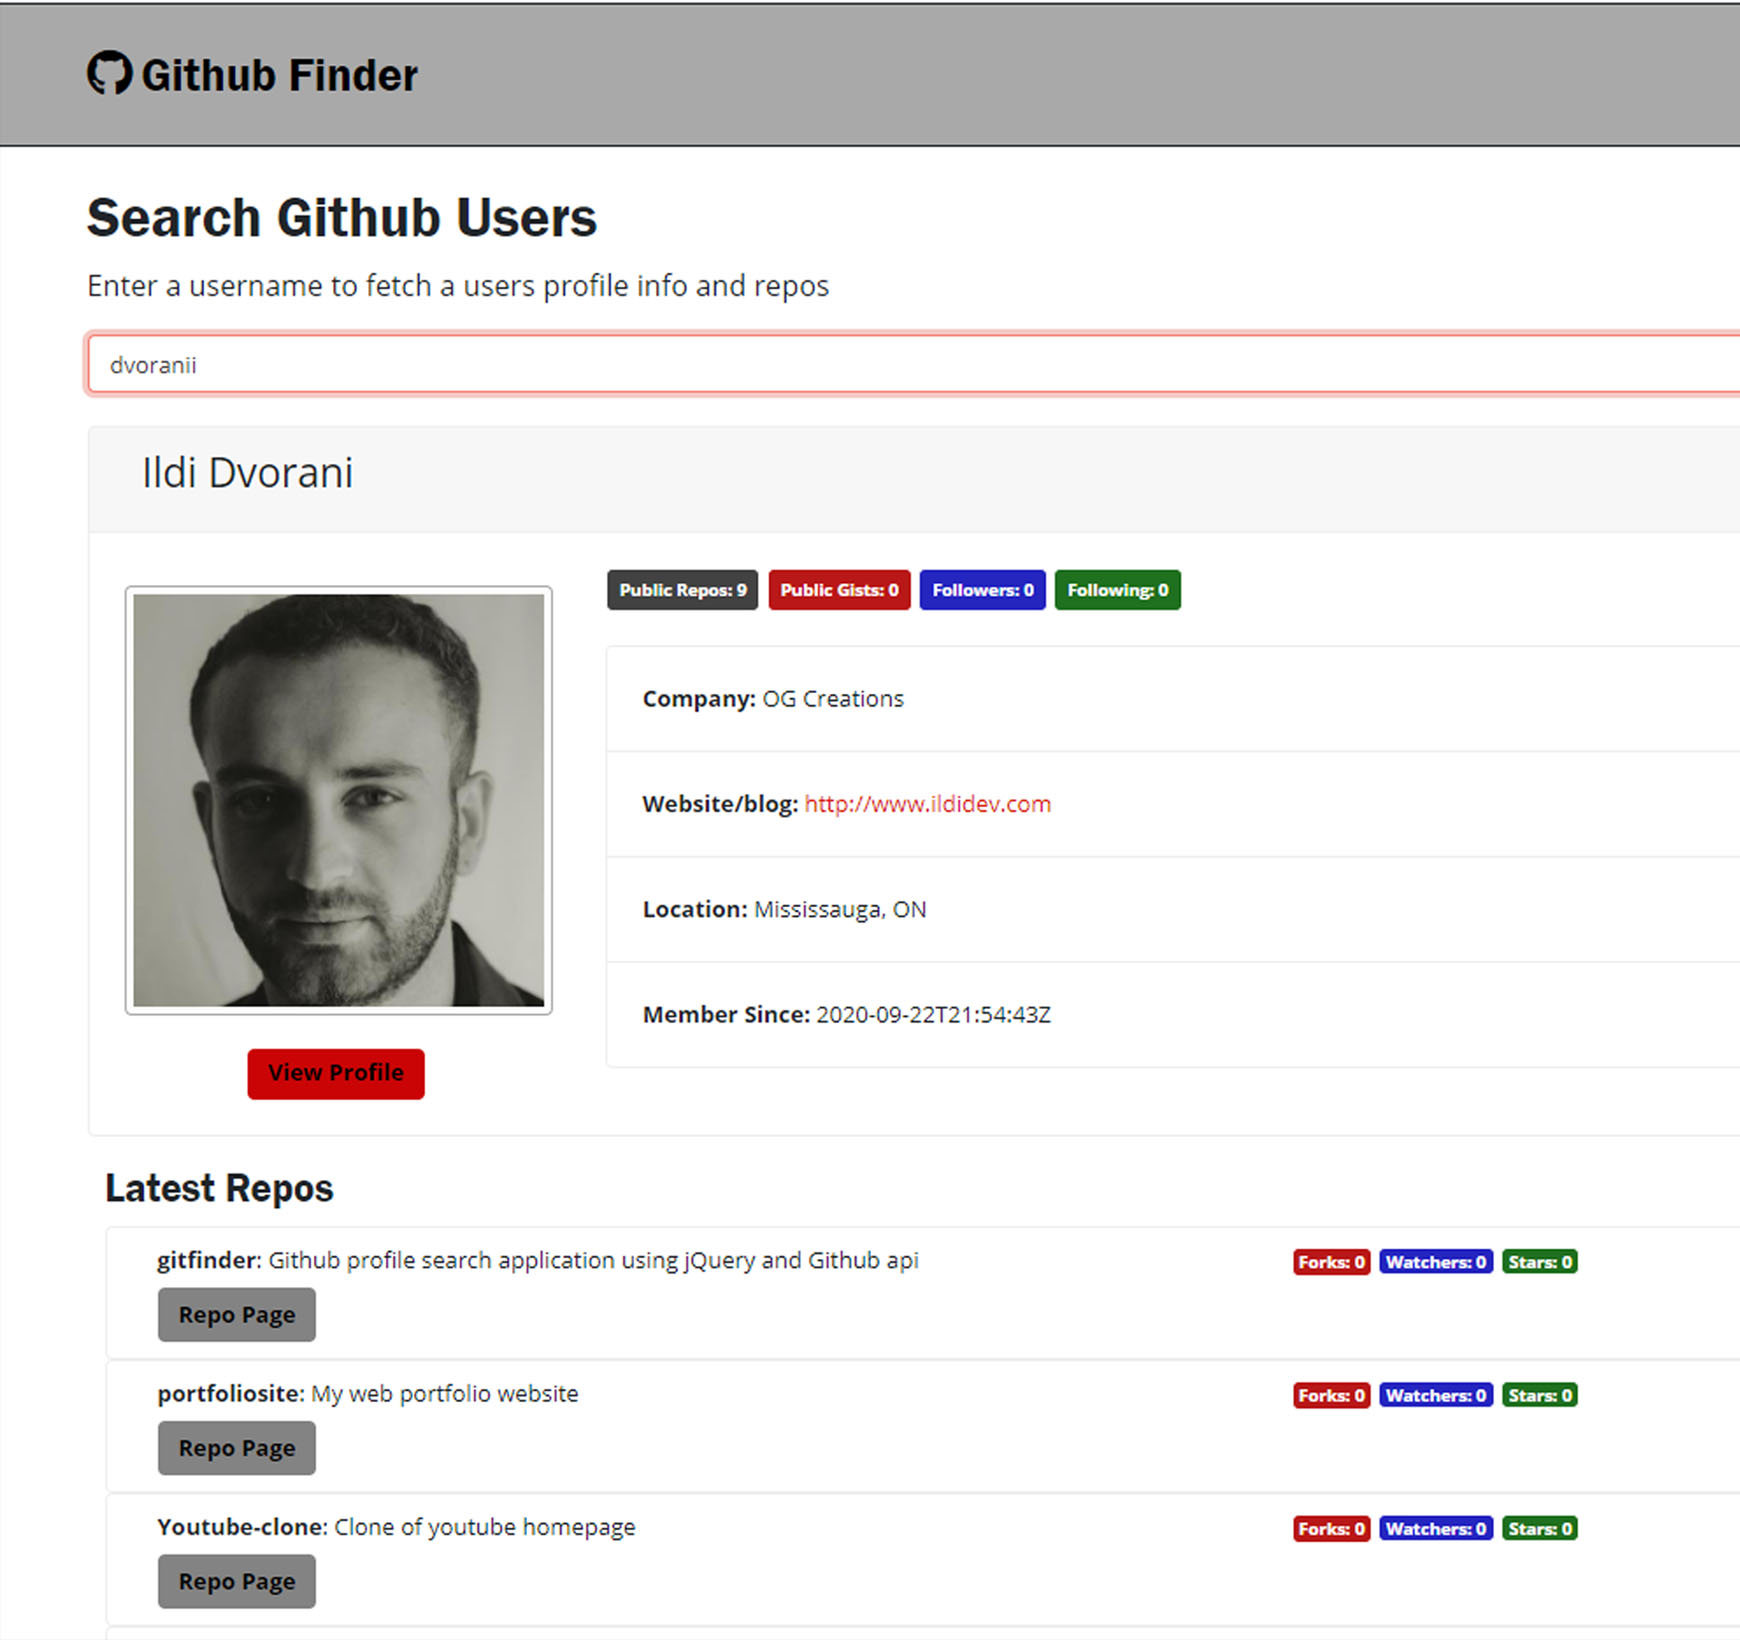 Github Finder
Search Github Users
Enter a username to fetch a users profile info and repos
dvoranii
Ildi Dvorani
Public Repos: 9 Public Gists: 0 Followers: 0 Following: 0
Company: OG Creations
Website/blog: http://www.ildidev.com
Location: Mississauga, ON
Member Since: 2020-09-22T21:54:43Z
View Profile
Latest Repos
gitfinder: Github profile search application using jQuery and Github api Forks: 0 Watchers: 0 Stars: 0
Repo Page
portfoliosite: My web portfolio website Forks: 0 Watchers: 0 Stars: 0
Repo Page
Youtube-clone: Clone of youtube homepage Forks: 0 Watchers: 0 Stars: 0
Repo Page